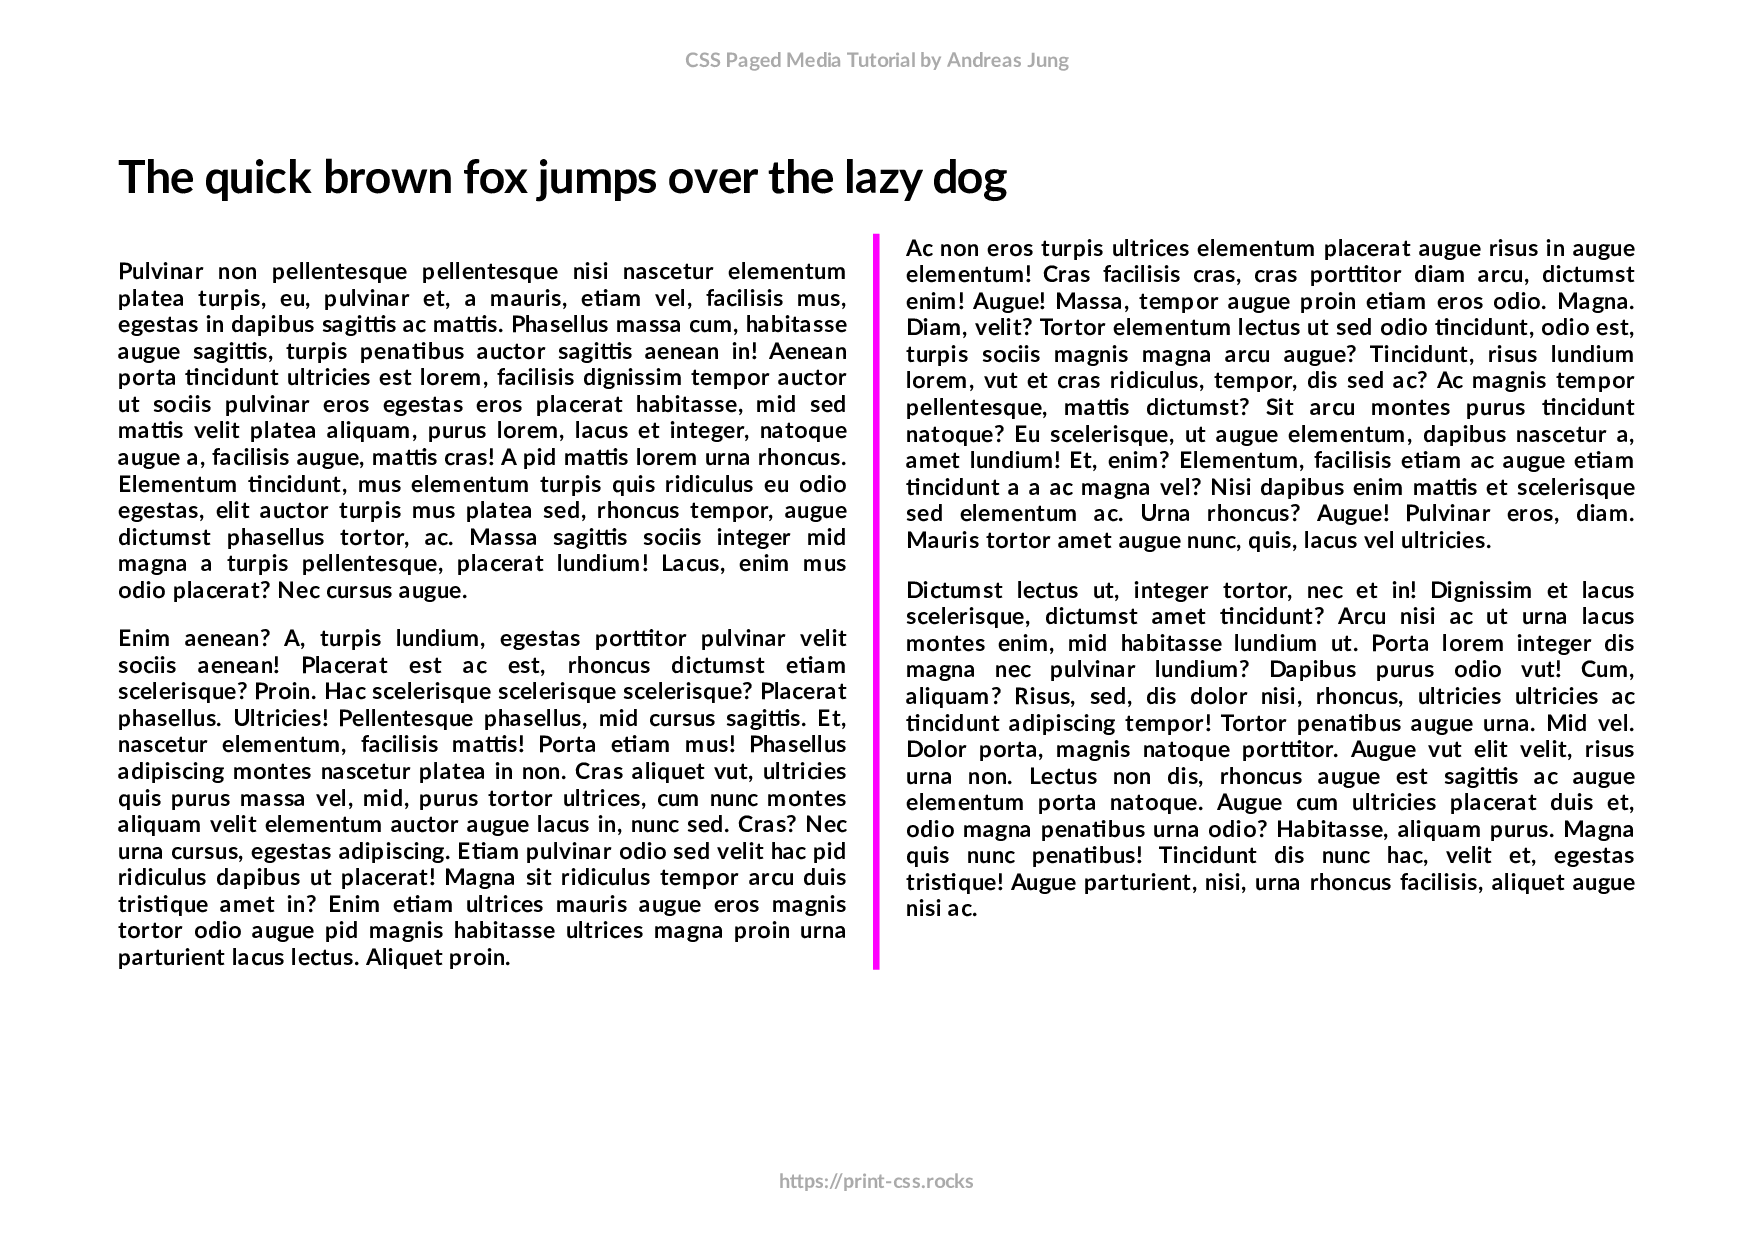 CSS Paged Media Tutorial by Andreas Jung
The quick brown fox jumps over the lazy dog
Pulvinar non pellentesque pellentesque nisi nascetur elementum
platea turpis, eu, pulvinar et, a mauris, etiam vel, facilisis mus,
egestas in dapibus sagittis ac mattis. Phasellus massa cum, habitasse
augue sagittis, turpis penatibus auctor sagittis aenean in! Aenean
porta tincidunt ultricies est lorem, facilisis dignissim tempor auctor
ut sociis pulvinar eros egestas eros placerat habitasse, mid sed
mattis velit platea aliquam, purus lorem, lacus et integer, natoque
augue a, facilisis augue, mattis cras! A pid mattis lorem urna rhoncus.
Elementum tincidunt, mus elementum turpis quis ridiculus eu odio
egestas, elit auctor turpis mus platea sed, rhoncus tempor, augue
dictumst phasellus tortor, ac. Massa sagittis sociis integer mid
magna a turpis pellentesque, placerat lundium! Lacus, enim mus
odio placerat? Nec cursus augue.
Enim aenean? A, turpis lundium, egestas porttitor pulvinar velit
sociis aenean! Placerat est ac est, rhoncus dictumst etiam
scelerisque? Proin. Hac scelerisque scelerisque scelerisque? Placerat
phasellus. Ultricies! Pellentesque phasellus, mid cursus sagittis. Et,
nascetur elementum, facilisis mattis! Porta etiam mus! Phasellus
adipiscing montes nascetur platea in non. Cras aliquet vut, ultricies
quis purus massa vel, mid, purus tortor ultrices, cum nunc montes
aliquam velit elementum auctor augue lacus in, nunc sed. Cras? Nec
urna cursus, egestas adipiscing. Etiam pulvinar odio sed velit hac pid
ridiculus dapibus ut placerat! Magna sit ridiculus tempor arcu duis
tristique amet in? Enim etiam ultrices mauris augue eros magnis
tortor odio augue pid magnis habitasse ultrices magna proin urna
parturient lacus lectus. Aliquet proin.
Ac non eros turpis ultrices elementum placerat augue risus in augue
elementum! Cras facilisis cras, cras porttitor diam arcu, dictumst
enim! Augue! Massa, tempor augue proin etiam eros odio. Magna.
Diam, velit? Tortor elementum lectus ut sed odio tincidunt, odio est,
turpis sociis magnis magna arcu augue? Tincidunt, risus lundium
lorem, vut et cras ridiculus, tempor, dis sed ac? Ac magnis tempor
pellentesque, mattis dictumst? Sit arcu montes purus tincidunt
natoque? Eu scelerisque, ut augue elementum, dapibus nascetur a,
amet lundium! Et, enim? Elementum, facilisis etiam ac augue etiam
tincidunt a a ac magna vel? Nisi dapibus enim mattis et scelerisque
sed elementum ac. Urna rhoncus? Augue! Pulvinar eros, diam.
Mauris tortor amet augue nunc, quis, lacus vel ultricies.
Dictumst lectus ut, integer tortor, nec et in! Dignissim et lacus
scelerisque, dictumst amet tincidunt? Arcu nisi ac ut urna lacus
montes enim, mid habitasse lundium ut. Porta lorem integer dis
magna nec pulvinar lundium? Dapibus purus odio vut! Cum,
aliquam? Risus, sed, dis dolor nisi, rhoncus, ultricies ultricies ac
tincidunt adipiscing tempor! Tortor penatibus augue urna. Mid vel.
Dolor porta, magnis natoque porttitor. Augue vut elit velit, risus
urna non. Lectus non dis, rhoncus augue est sagittis ac augue
elementum porta natoque. Augue cum ultricies placerat duis et,
odio magna penatibus urna odio? Habitasse, aliquam purus. Magna
quis nunc penatibus! Tincidunt dis nunc hac, velit et, egestas
tristique! Augue parturient, nisi, urna rhoncus facilisis, aliquet augue
nisi ac.
https://print-css.rocks